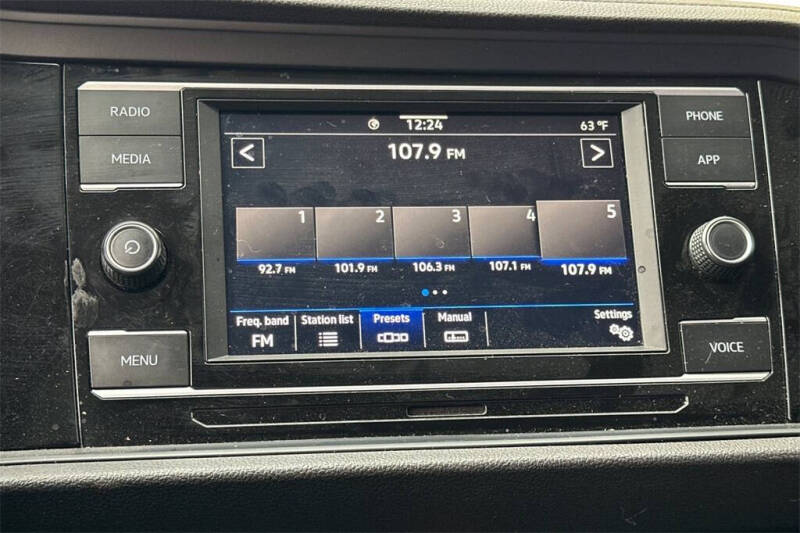 RADIO
MEDIA
MENU
12:24
63 °F
<
107.9 FM
>
1
2
3
4
5
92.7 FM
101.9 FM
106.3 FM
107.1 FM
107.9 FM
Freq. band
FM
Station list
Presets
Manual
Settings
PHONE
APP
VOICE